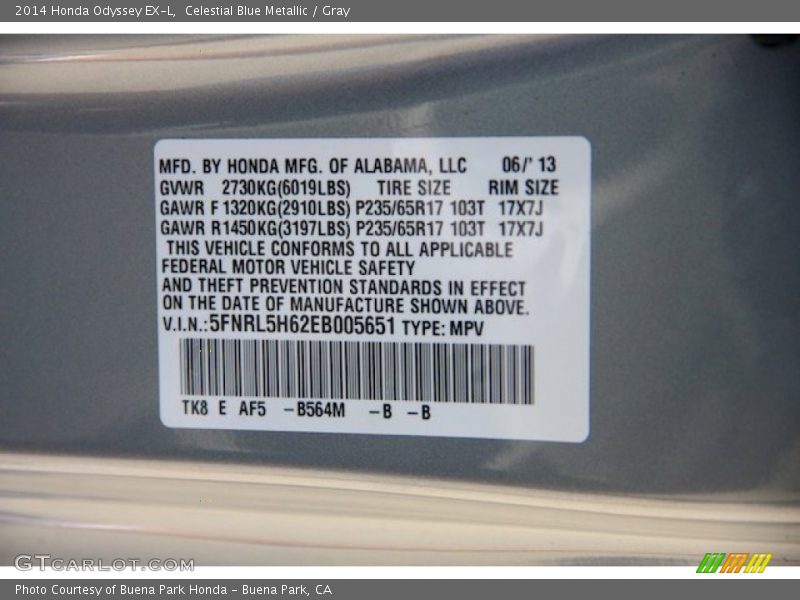 2014 Honda Odyssey EX-L, Celestial Blue Metallic / Gray
MFD. BY HONDA MFG. OF ALABAMA, LLC 06/' 13
GVWR 2730KG(6019LBS) TIRE SIZE RIM SIZE
GAWR F 1320KG(2910LBS) P235/65R17 103T 17X7J
GAWR R1450KG(3197LBS) P235/65R17 103T 17X7J
THIS VEHICLE CONFORMS TO ALL APPLICABLE
FEDERAL MOTOR VEHICLE SAFETY
AND THEFT PREVENTION STANDARDS IN EFFECT
ON THE DATE OF MANUFACTURE SHOWN ABOVE.
V.I.N.:5FNRL5H62EB005651 TYPE: MPV
TK8 E AF5 -B564M -B -B
GTCARLOT.COM
Photo Courtesy of Buena Park Honda - Buena Park, CA